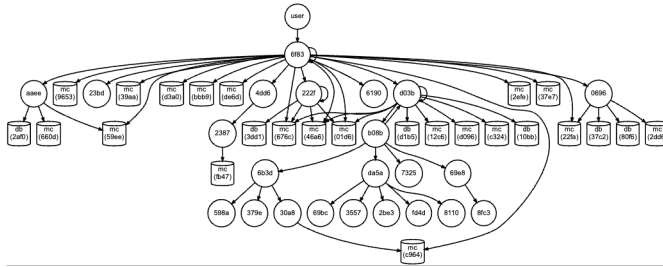 user
6f83
aaee
mc
(9653)
23bd
mc
(39aa)
mc
(d3a0)
mc
(bbb9)
mc
(de6d)
4dd6
222f
6190
d03b
mc
(2efe)
mc
(37e7)
0696
db
(2af0)
mc
(660d)
mc
(59ee)
2387
db
(3dd1)
mc
(676c)
mc
(46a6)
mc
(01d6)
b08b
db
(d1b5)
mc
(12c6)
mc
(d096)
mc
(c324)
db
(10bb)
mc
(22fa)
db
(37c2)
db
(80f6)
mc
(2dd6
mc
(fb47)
6b3d
da5a
7325
69e8
598a
379e
30a8
69bc
3557
2be3
fd4d
8110
8fc3
mc
(c964)